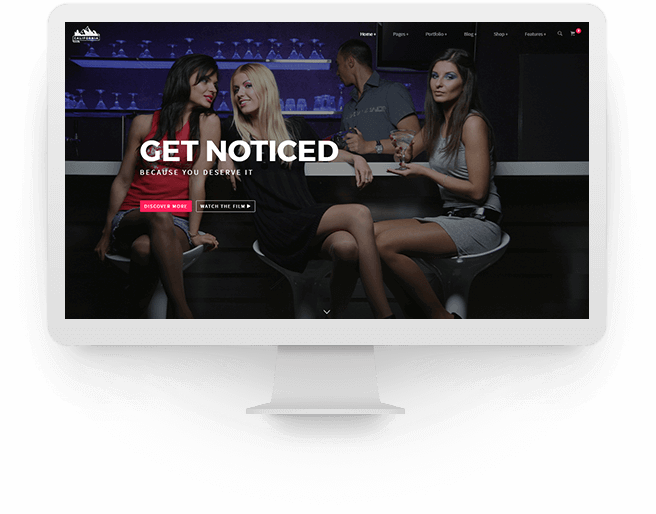 CALIFORNIA
Home
Pages
Portfolio
Blog
Shop
Features
GET NOTICED
BECAUSE YOU DESERVE IT
DISCOVER MORE
WATCH THE FILM